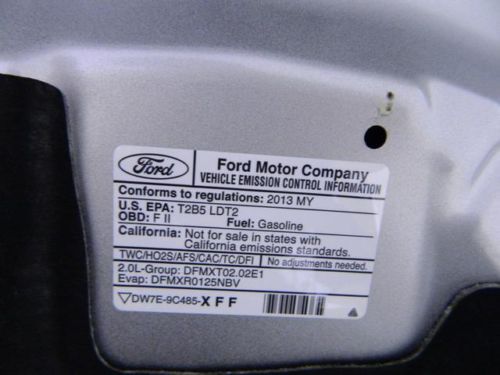 Ford
Ford Motor Company
VEHICLE EMISSION CONTROL INFORMATION
Conforms to regulations: 2013 MY
U.S. EPA: T2B5 LDT2
OBD: F II Fuel: Gasoline
California: Not for sale in states with
California emissions standards.
TWC/HO2S/AFS/CAC/TC/DFI No adjustments needed.
2.0L-Group: DFMXT02.02E1
Evap: DFMXR0125NBV
DW7E-9C485-XFF